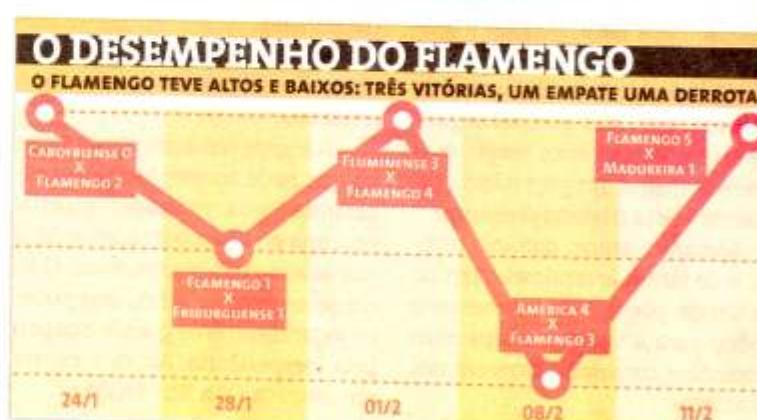 O DESEMPENHO DO FLAMENGO
O FLAMENGO TEVE ALTOS E BAIXOS: TRÊS VITÓRIAS, UM EMPATE UMA DERROTA
CABOFRIENSE 0
X
FLAMENGO 2
FLAMENGO 1
X
FRIBURGUENSE 1
FLUMINENSE 3
X
FLAMENGO 4
AMÉRICA 4
X
FLAMENGO 3
FLAMENGO 5
X
MADUREIRA 1
24/1
28/1
01/2
08/2
11/2